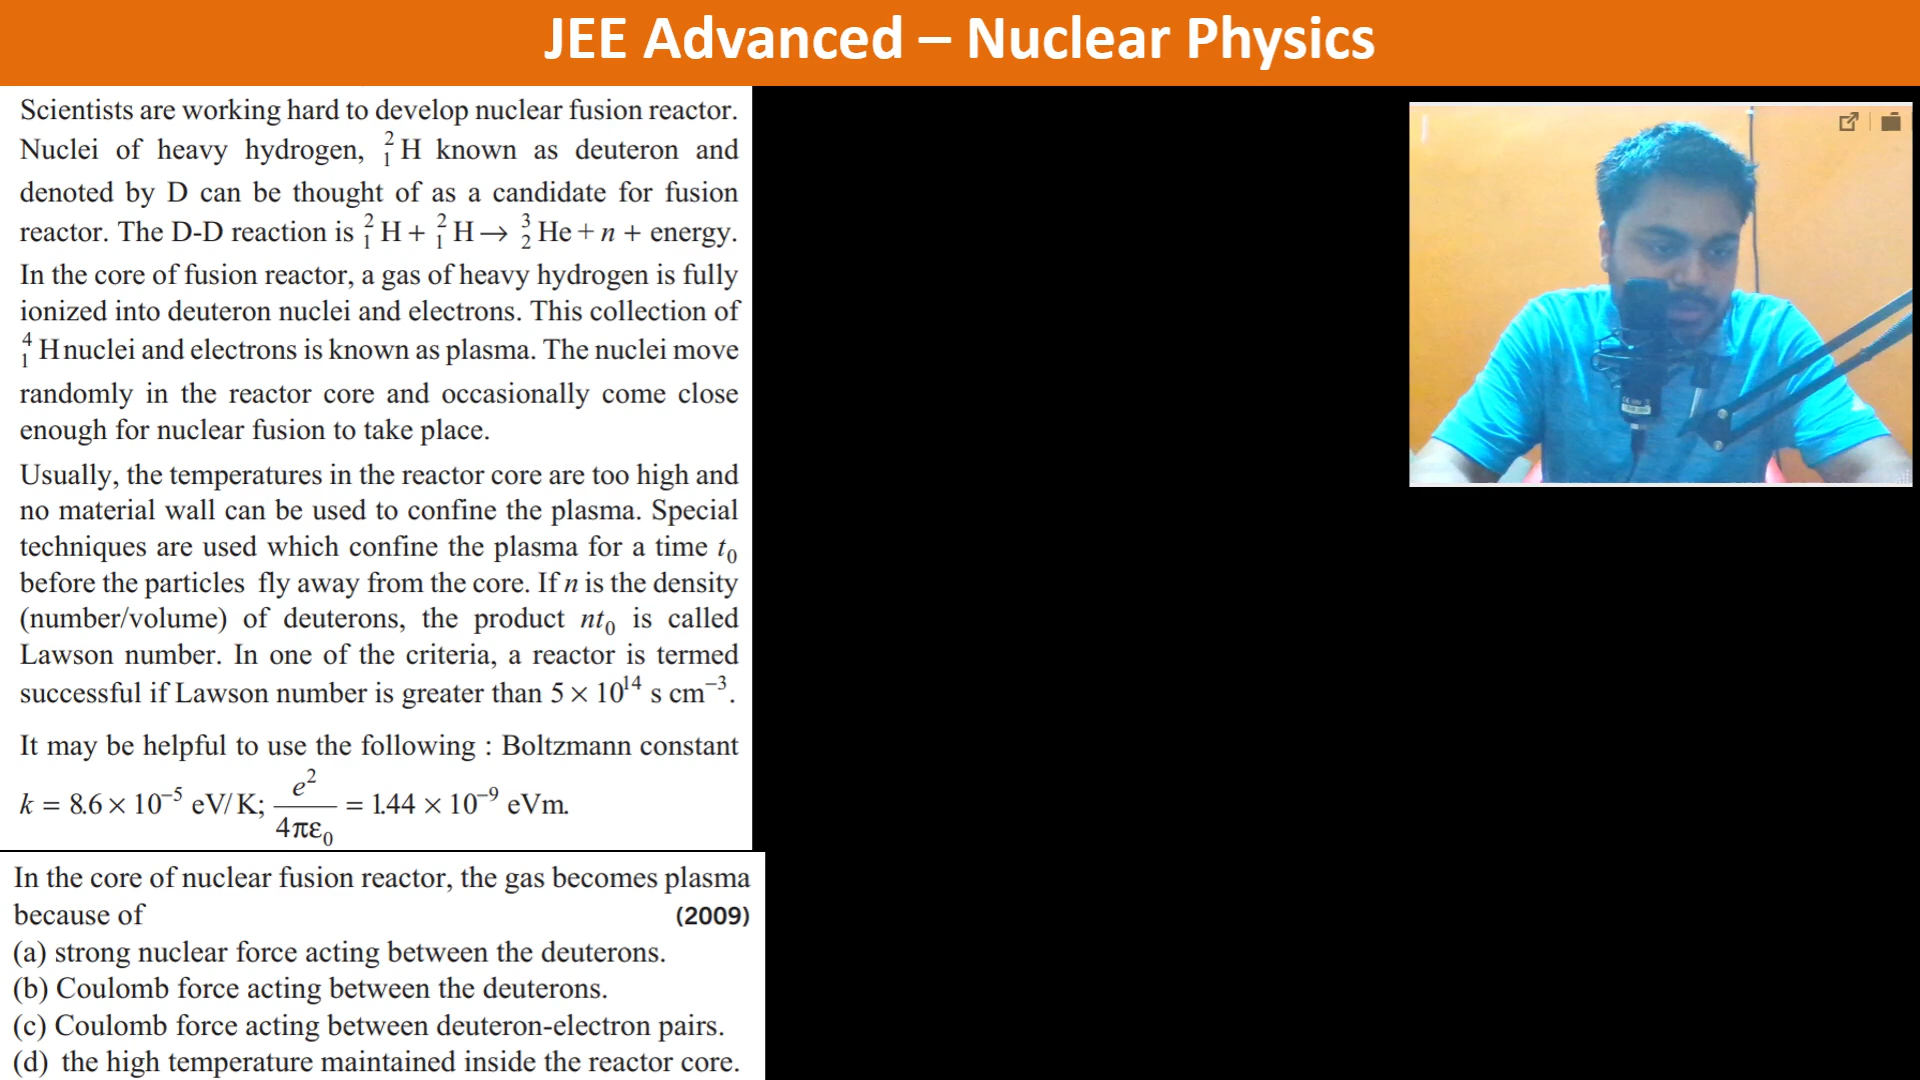 JEE Advanced – Nuclear Physics
Scientists are working hard to develop nuclear fusion reactor.
Nuclei of heavy hydrogen, ²₁H known as deuteron and
denoted by D can be thought of as a candidate for fusion
reactor. The D-D reaction is ²₁H + ²₁H → ³₂He + n + energy.
In the core of fusion reactor, a gas of heavy hydrogen is fully
ionized into deuteron nuclei and electrons. This collection of
⁴₁H nuclei and electrons is known as plasma. The nuclei move
randomly in the reactor core and occasionally come close
enough for nuclear fusion to take place.
Usually, the temperatures in the reactor core are too high and
no material wall can be used to confine the plasma. Special
techniques are used which confine the plasma for a time t₀
before the particles fly away from the core. If n is the density
(number/volume) of deuterons, the product nt₀ is called
Lawson number. In one of the criteria, a reactor is termed
successful if Lawson number is greater than 5 × 10¹⁴ s cm⁻³.
It may be helpful to use the following : Boltzmann constant
k = 8.6 × 10⁻⁵ eV/K; e²/4πε₀ = 1.44 × 10⁻⁹ eVm.
In the core of nuclear fusion reactor, the gas becomes plasma
because of (2009)
(a) strong nuclear force acting between the deuterons.
(b) Coulomb force acting between the deuterons.
(c) Coulomb force acting between deuteron-electron pairs.
(d) the high temperature maintained inside the reactor core.